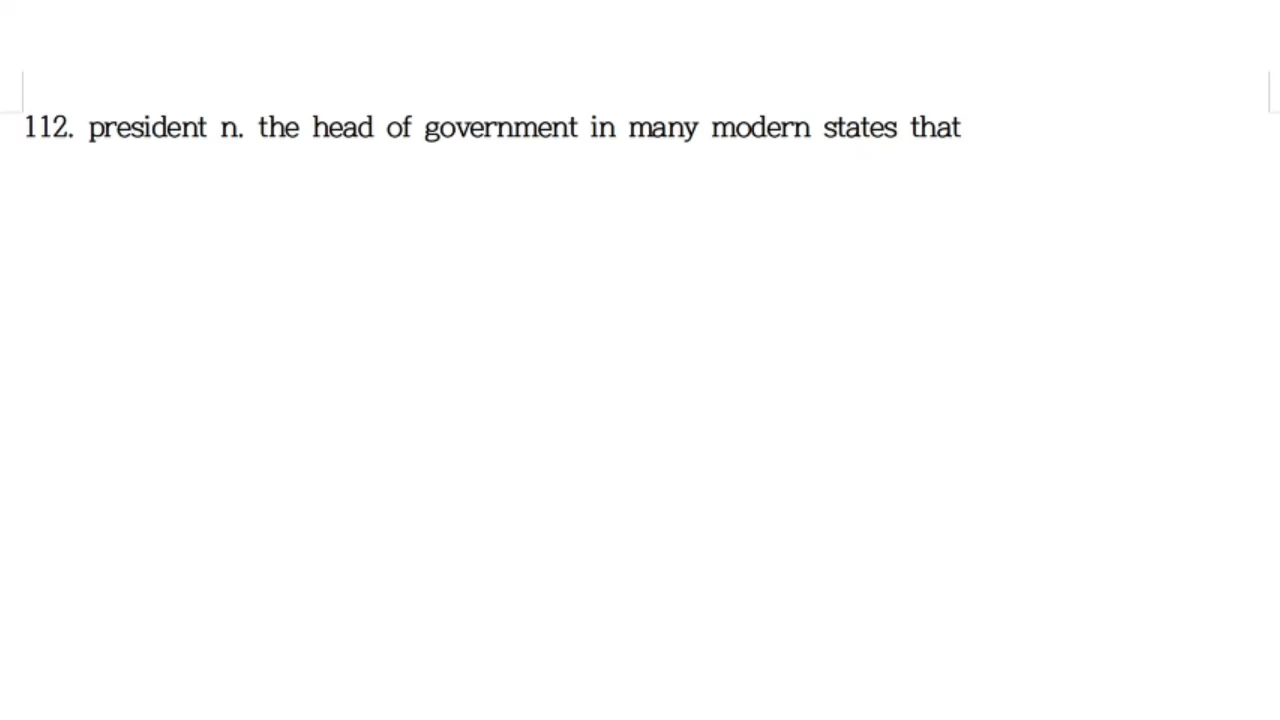 112. president n. the head of government in many modern states that